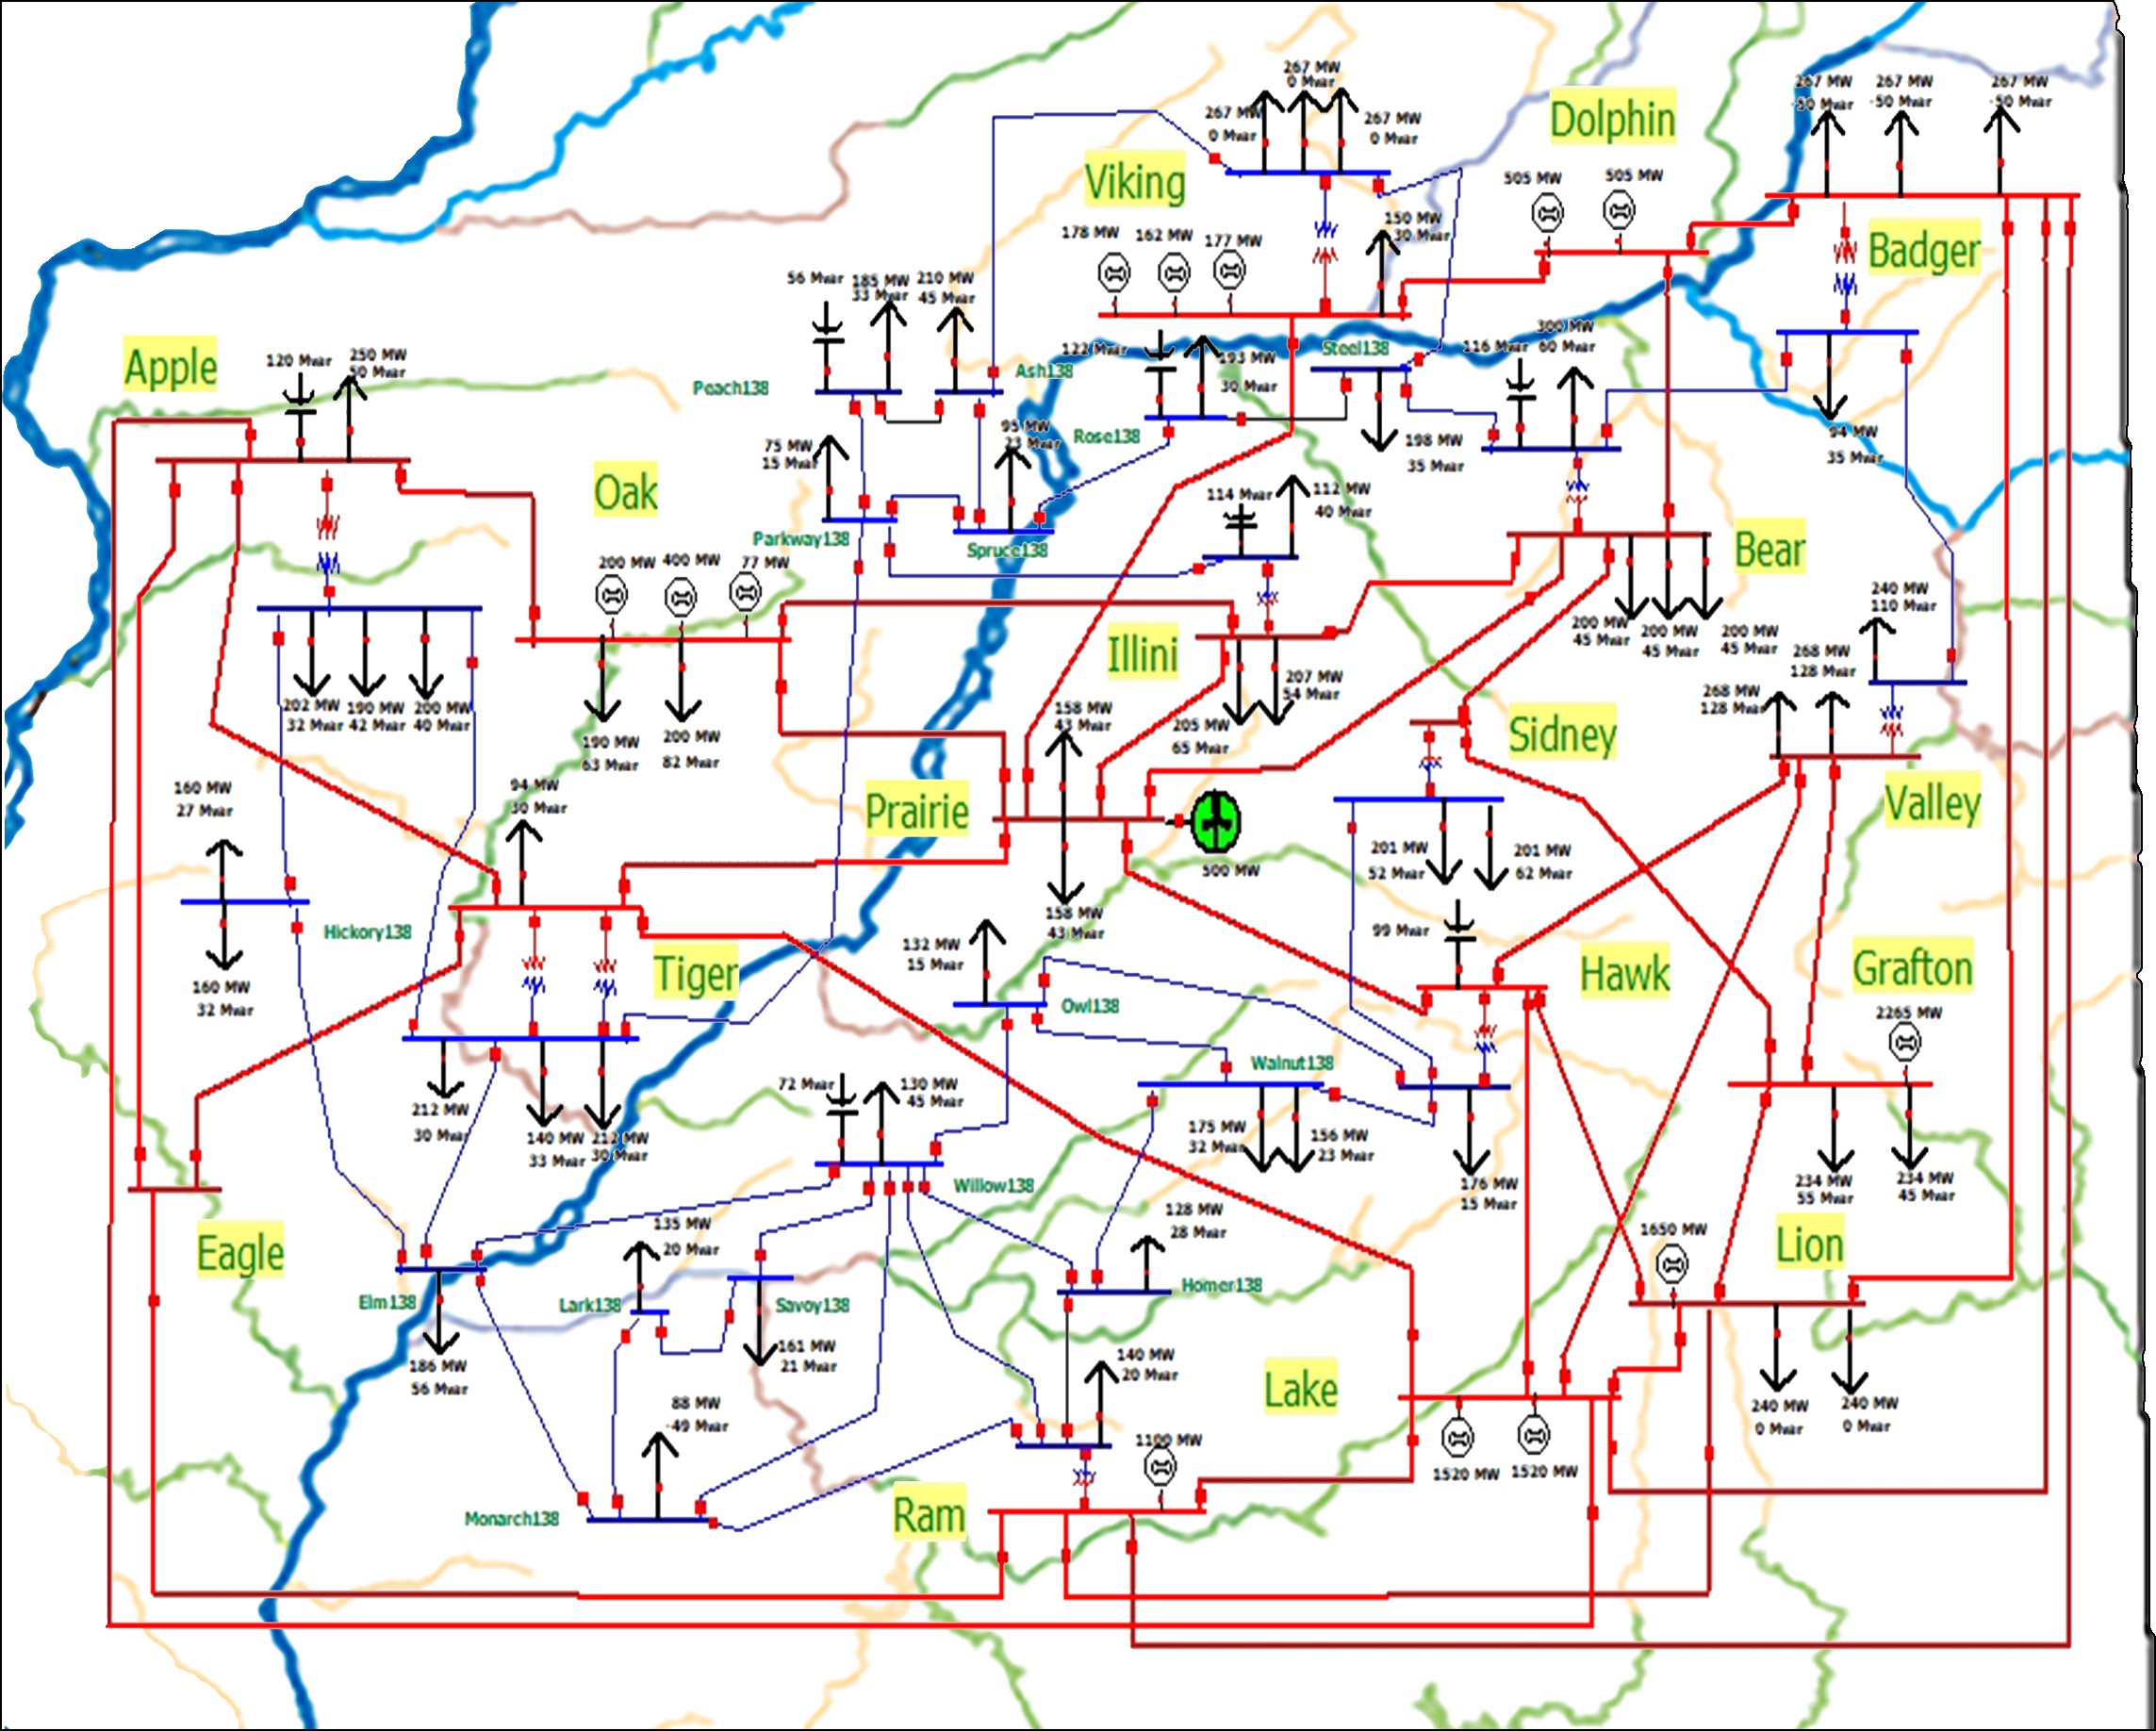 267 MW
0 Mvar
267 MW
0 Mvar
267 MW
0 Mvar
Dolphin
267 MW
-50 Mvar
267 MW
-50 Mvar
267 MW
-50 Mvar
Viking
505 MW
505 MW
150 MW
30 Mvar
178 MW
162 MW
177 MW
Badger
56 Mvar
185 MW
33 Mvar
210 MW
45 Mvar
Apple
120 Mvar
250 MW
50 Mvar
Peach138
Ash138
122 Mvar
193 MW
30 Mvar
Steel138
116 Mvar
300 MW
60 Mvar
75 MW
15 Mvar
95 MW
23 Mvar
Rose138
198 MW
35 Mvar
94 MW
35 Mvar
Oak
114 Mvar
112 MW
40 Mvar
Parkway138
Spruce138
Bear
200 MW
400 MW
77 MW
Illini
200 MW
45 Mvar
200 MW
45 Mvar
200 MW
45 Mvar
240 MW
110 Mvar
268 MW
128 Mvar
268 MW
128 Mvar
202 MW
32 Mvar
190 MW
42 Mvar
200 MW
40 Mvar
207 MW
54 Mvar
205 MW
65 Mvar
158 MW
43 Mvar
190 MW
63 Mvar
200 MW
82 Mvar
Sidney
160 MW
27 Mvar
94 MW
30 Mvar
Prairie
Valley
500 MW
201 MW
52 Mvar
201 MW
62 Mvar
Hickory138
158 MW
43 Mvar
99 Mvar
132 MW
15 Mvar
Tiger
Hawk
Grafton
160 MW
32 Mvar
Owl138
2265 MW
Walnut138
72 Mvar
130 MW
45 Mvar
212 MW
30 Mvar
140 MW
33 Mvar
212 MW
30 Mvar
175 MW
32 Mvar
156 MW
23 Mvar
176 MW
15 Mvar
234 MW
55 Mvar
234 MW
45 Mvar
Willow138
Eagle
135 MW
20 Mvar
128 MW
28 Mvar
1650 MW
Lion
Elm138
Lark138
Savoy138
Homer138
186 MW
56 Mvar
161 MW
21 Mvar
140 MW
20 Mvar
Lake
88 MW
-49 Mvar
240 MW
0 Mvar
240 MW
0 Mvar
1100 MW
1520 MW
1520 MW
Monarch138
Ram